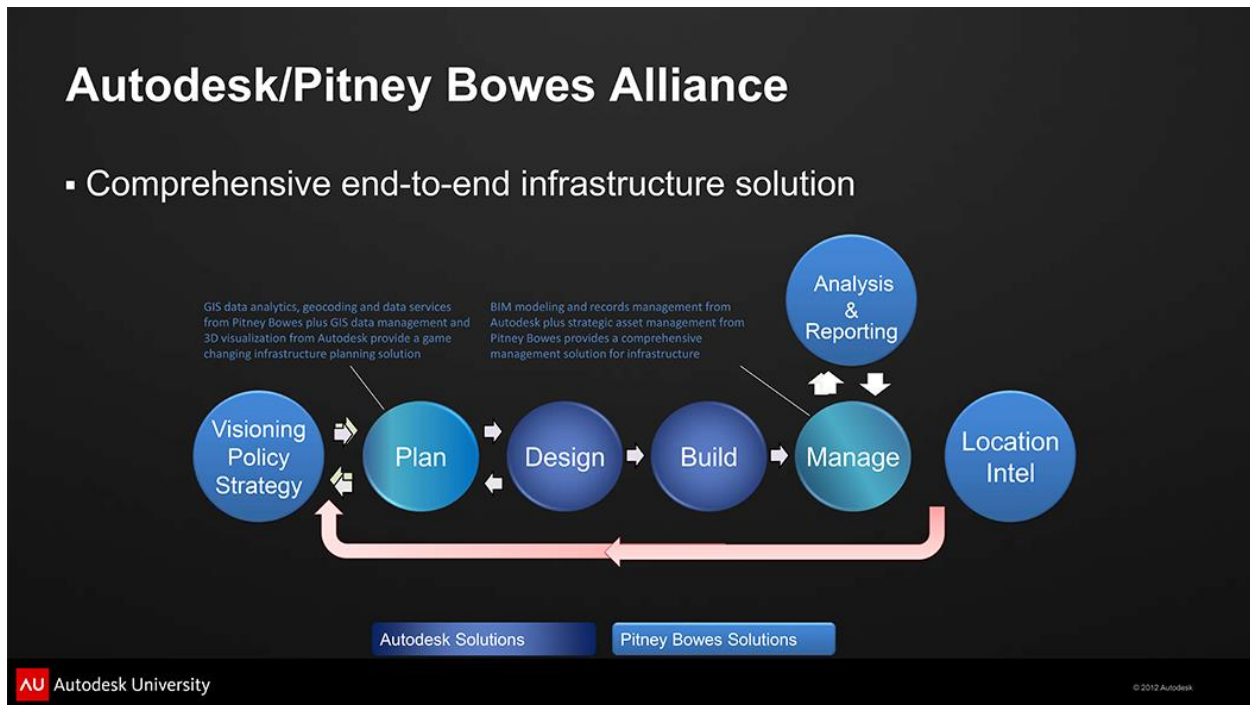 Autodesk/Pitney Bowes Alliance
▪ Comprehensive end-to-end infrastructure solution
GIS data analytics, geocoding and data services
from Pitney Bowes plus GIS data management and
3D visualization from Autodesk provide a game
changing infrastructure planning solution
BIM modeling and records management from
Autodesk plus strategic asset management from
Pitney Bowes provides a comprehensive
management solution for infrastructure
Analysis
&
Reporting
Visioning
Policy
Strategy
Plan
Design
Build
Manage
Location
Intel
Autodesk Solutions
Pitney Bowes Solutions
AU Autodesk University
© 2012 Autodesk